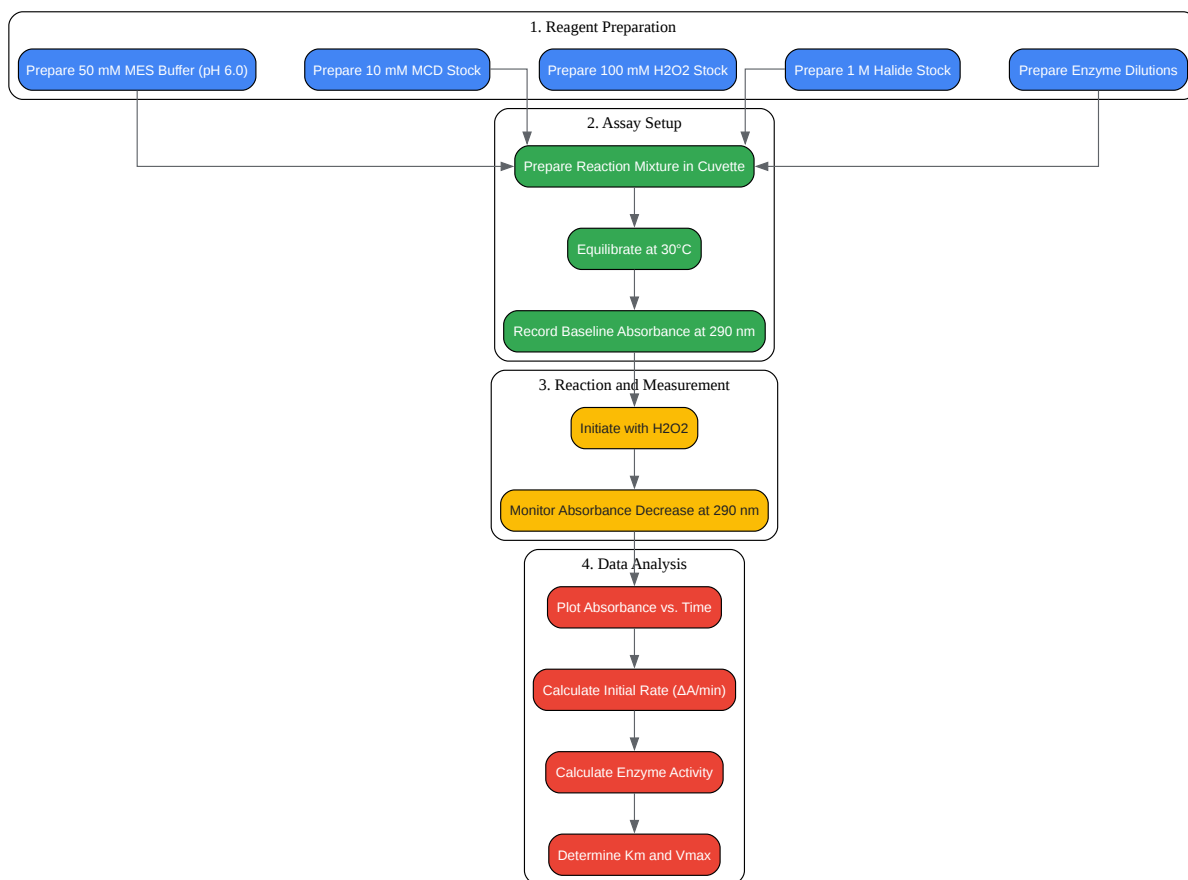 1. Reagent Preparation
Prepare 50 mM MES Buffer (pH 6.0)
Prepare 10 mM MCD Stock
Prepare 100 mM H2O2 Stock
Prepare 1 M Halide Stock
Prepare Enzyme Dilutions
2. Assay Setup
Prepare Reaction Mixture in Cuvette
Equilibrate at 30°C
Record Baseline Absorbance at 290 nm
3. Reaction and Measurement
Initiate with H2O2
Monitor Absorbance Decrease at 290 nm
4. Data Analysis
Plot Absorbance vs. Time
Calculate Initial Rate (ΔA/min)
Calculate Enzyme Activity
Determine Km and Vmax